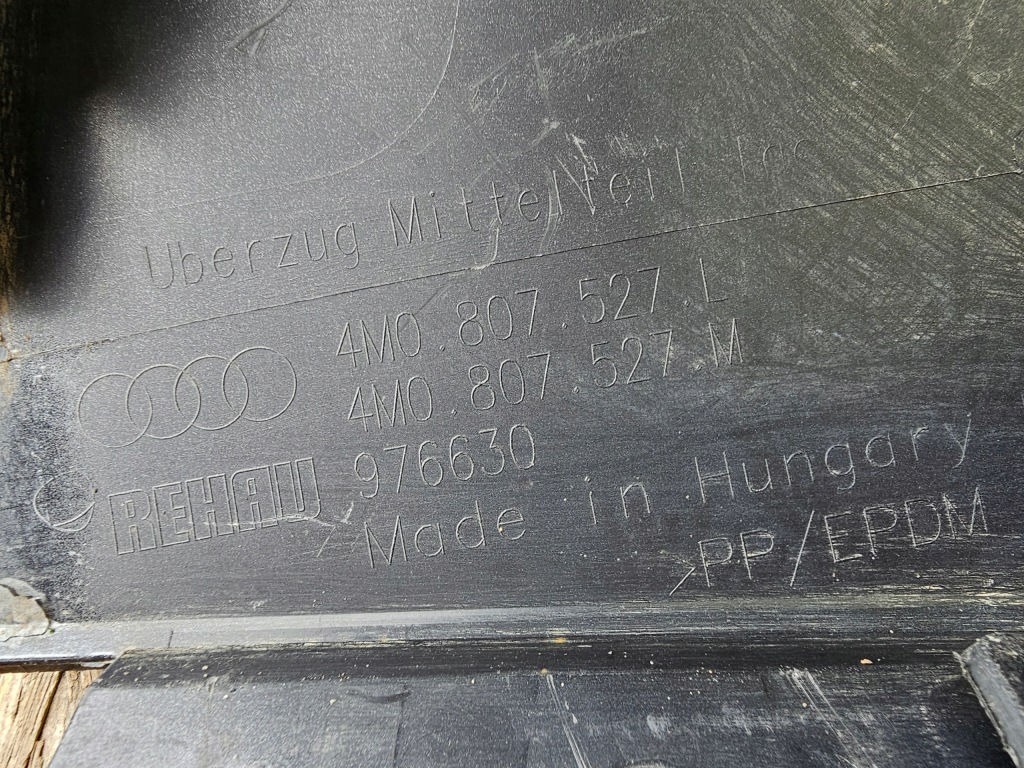 Überzug Mittelteil
4M0.807.527.L
4M0.807.527.M
REHAU 976630
Made in Hungary
>PP/EPDM